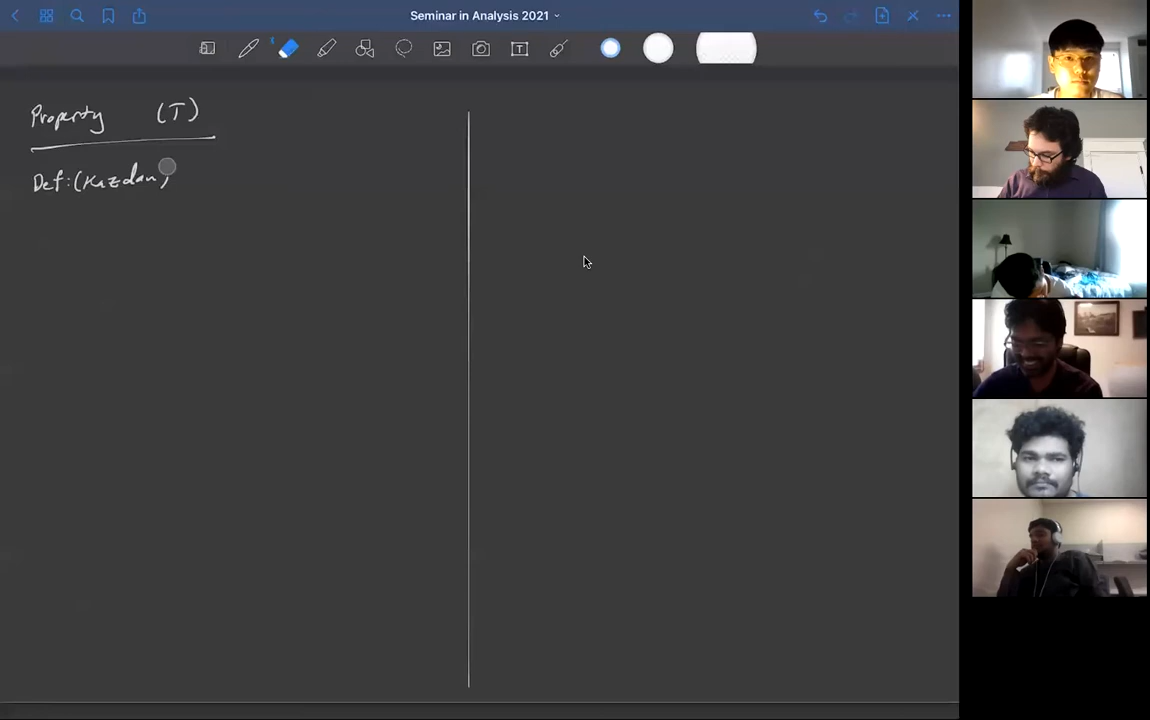 Seminar in Analysis 2021
Property (T)
Def: (Kazdan)